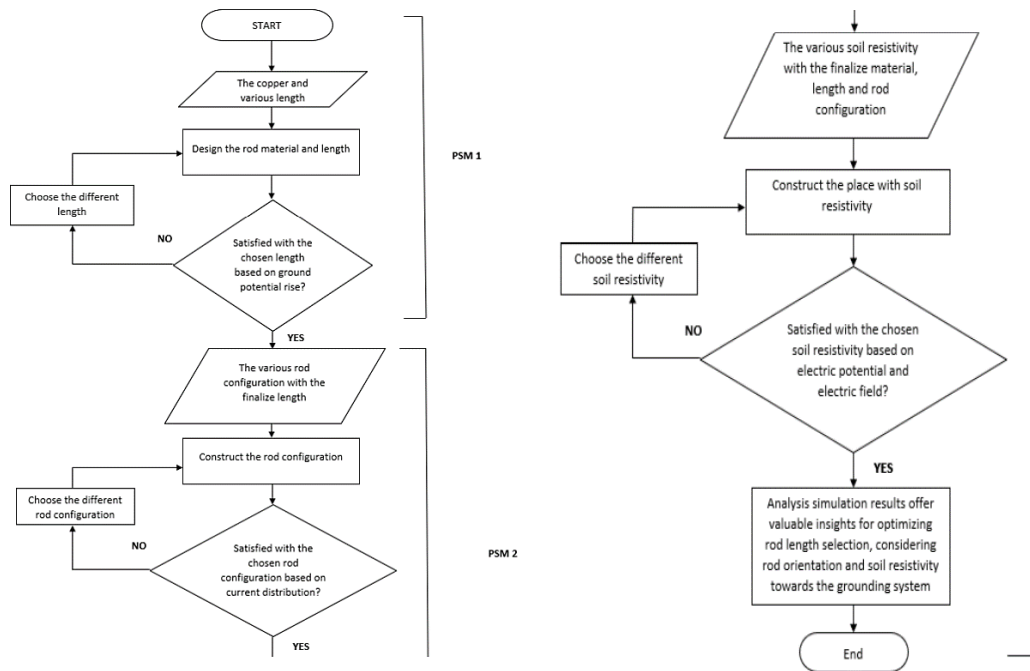 START
The copper and
various length
Design the rod material and length
PSM 1
Choose the different
length
NO
Satisfied with the
chosen length
based on ground
potential rise?
YES
The various rod
configuration with the
finalize length
Construct the rod configuration
Choose the different
rod configuration
NO
Satisfied with the
chosen rod
configuration based on
current distribution?
PSM 2
YES
The various soil resistivity
with the finalize material,
length and rod
configuration
Construct the place with soil
resistivity
Choose the different
soil resistivity
NO
Satisfied with the chosen
soil resistivity based on
electric potential and
electric field?
YES
Analysis simulation results offer
valuable insights for optimizing
rod length selection, considering
rod orientation and soil resistivity
towards the grounding system
End